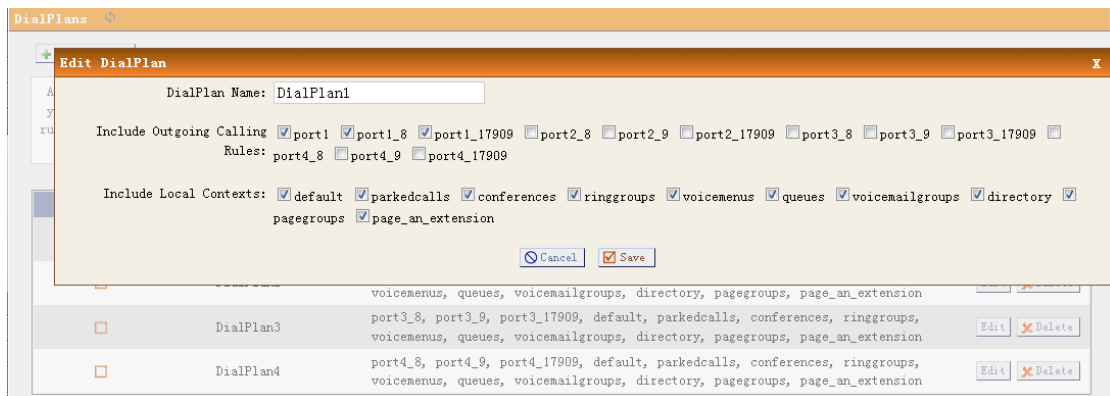 DialPlans
Edit DialPlan X
A
y
ru
DialPlan Name: DialPlan1
Include Outgoing Calling Rules: port1 port1_8 port1_17909 port2_8 port2_9 port2_17909 port3_8 port3_9 port3_17909
port4_8 port4_9 port4_17909
Include Local Contexts: default parkedcalls conferences ringgroups voicemenus queues voicemailgroups directory
pagegroups page_an_extension
Cancel Save
voicemenus, queues, voicemailgroups, directory, pagegroups, page_an_extension
port3_8, port3_9, port3_17909, default, parkedcalls, conferences, ringgroups,
DialPlan3 Edit Delete
voicemenus, queues, voicemailgroups, directory, pagegroups, page_an_extension
port4_8, port4_9, port4_17909, default, parkedcalls, conferences, ringgroups,
DialPlan4 Edit Delete
voicemenus, queues, voicemailgroups, directory, pagegroups, page_an_extension